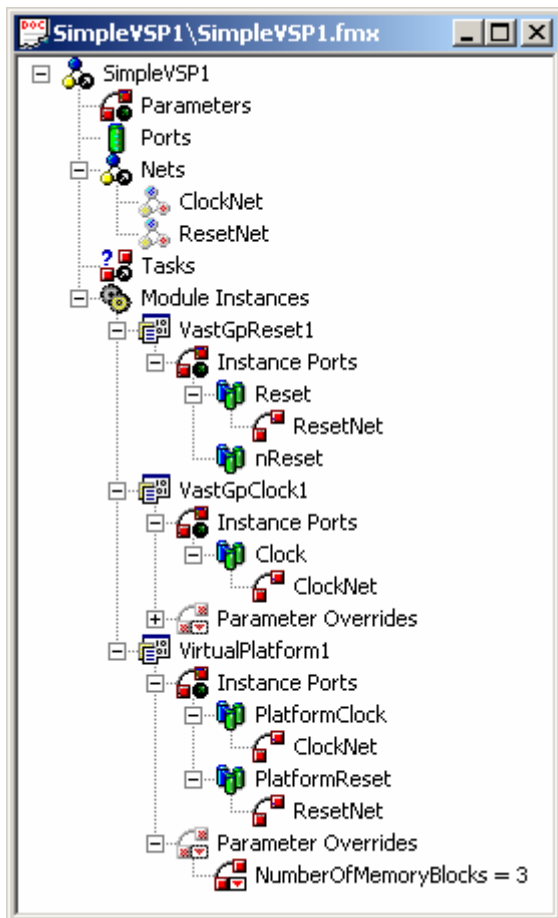 SimpleVSP1\SimpleVSP1.fmx
SimpleVSP1
Parameters
Ports
Nets
ClockNet
ResetNet
Tasks
Module Instances
VastGpReset1
Instance Ports
Reset
ResetNet
nReset
VastGpClock1
Instance Ports
Clock
ClockNet
Parameter Overrides
VirtualPlatform1
Instance Ports
PlatformClock
ClockNet
PlatformReset
ResetNet
Parameter Overrides
NumberOfMemoryBlocks = 3